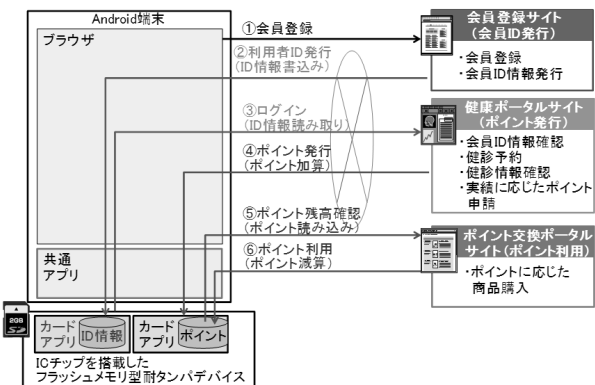 Android端末
ブラウザ
①会員登録
②利用者ID発行
(ID情報書込み)
③ログイン
(ID情報読み取り)
④ポイント発行
(ポイント加算)
⑤ポイント残高確認
(ポイント読み込み)
⑥ポイント利用
(ポイント減算)
共通
アプリ
カード
アプリ
ID情報
カード
アプリ
ポイント
2GB
ICチップを搭載した
フラッシュメモリ型耐タンパデバイス
会員登録サイト
(会員ID発行)
・会員登録
・会員ID情報発行
健康ポータルサイト
(ポイント発行)
・会員ID情報確認
・健診予約
・健診情報確認
・実績に応じたポイント
申請
ポイント交換ポータル
サイト(ポイント利用)
・ポイントに応じた
商品購入